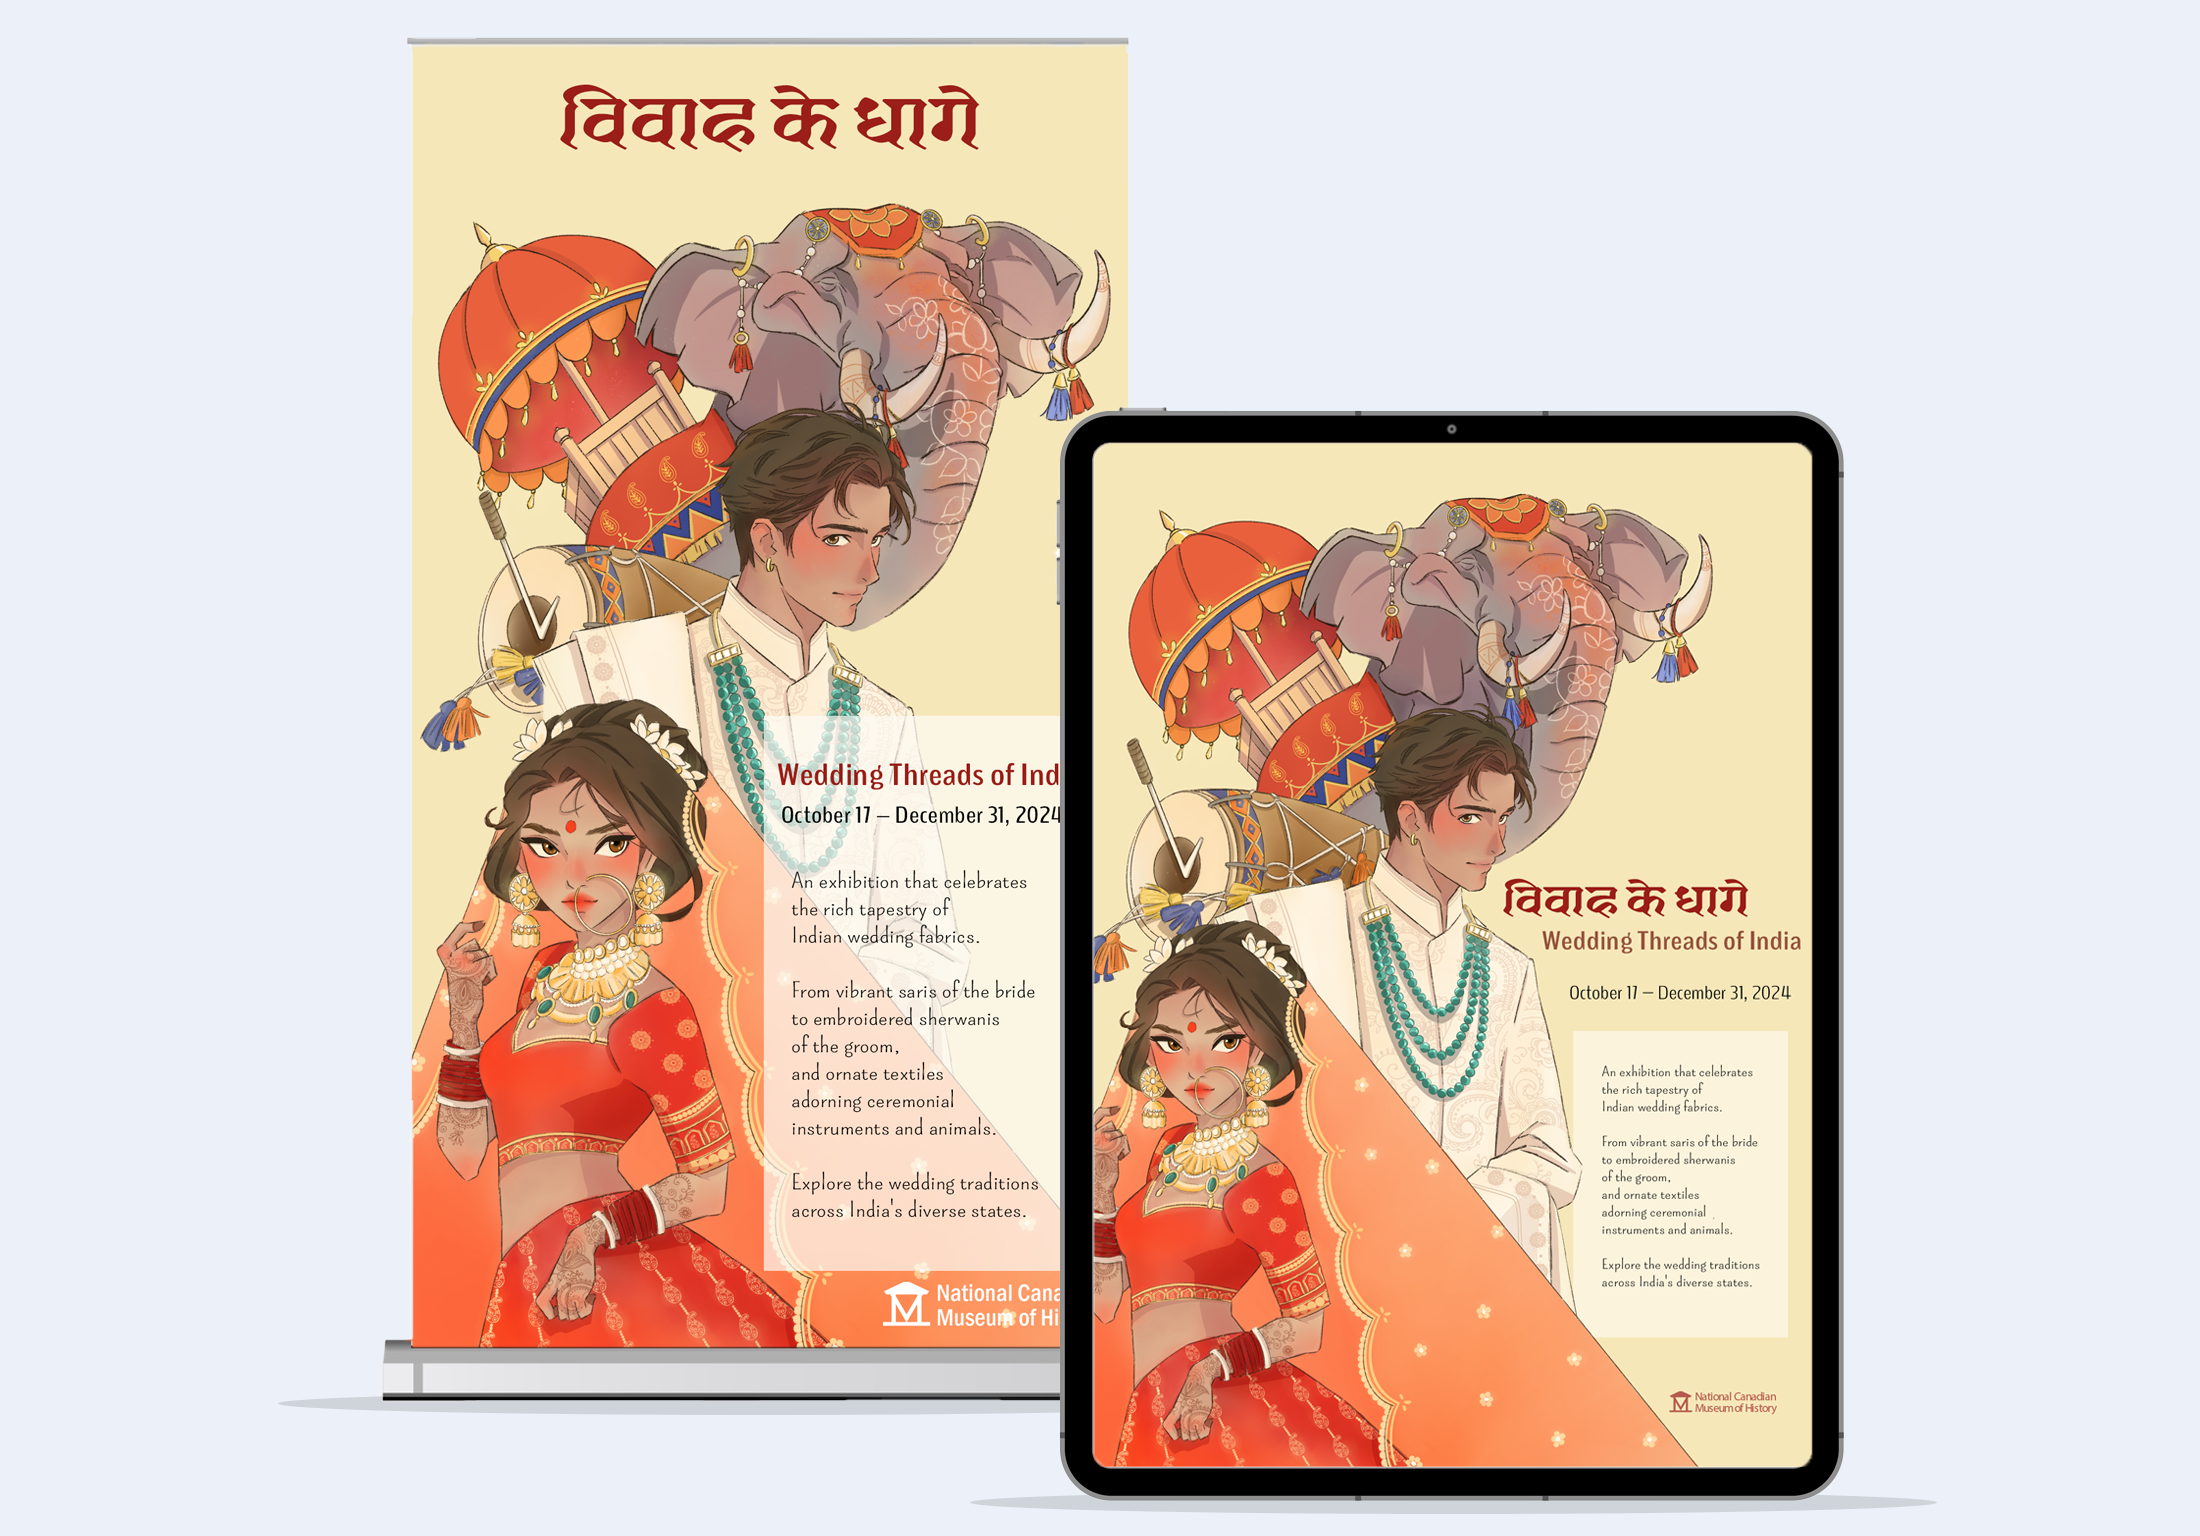 विवाह के धागे
Wedding Threads of Ind
October 17 – December 31, 2024
An exhibition that celebrates
the rich tapestry of
Indian wedding fabrics.
From vibrant saris of the bride
to embroidered sherwanis
of the groom,
and ornate textiles
adorning ceremonial
instruments and animals.
Explore the wedding traditions
across India's diverse states.
National Cana
Museum of Hi
विवाह के धागे
Wedding Threads of India
October 17 – December 31, 2024
An exhibition that celebrates
the rich tapestry of
Indian wedding fabrics.
From vibrant saris of the bride
to embroidered sherwanis
of the groom,
and ornate textiles
adorning ceremonial
instruments and animals.
Explore the wedding traditions
across India's diverse states.
National Canadian
Museum of History